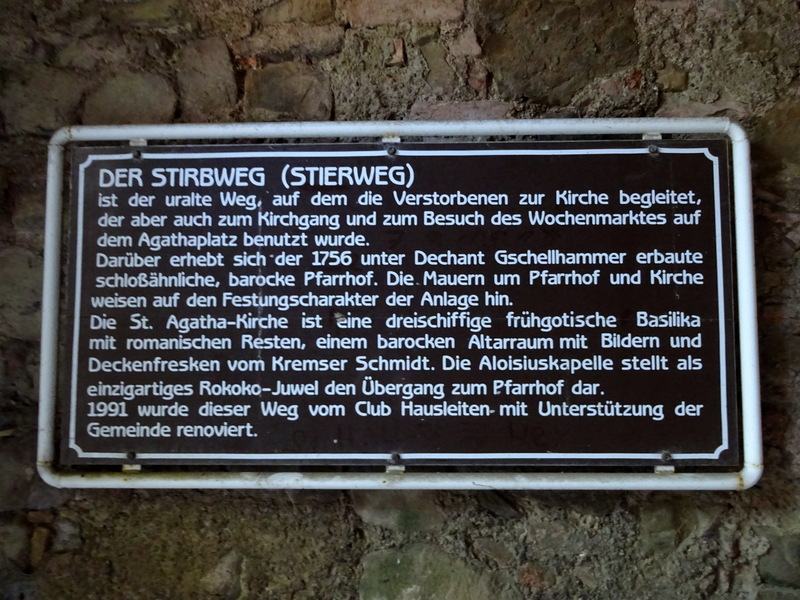 DER STIRBWEG (STIERWEG)
ist der uralte Weg, auf dem die Verstorbenen zur Kirche begleitet,
der aber auch zum Kirchgang und zum Besuch des Wochenmarktes auf
dem Agathaplatz benutzt wurde.
Darüber erhebt sich der 1756 unter Dechant Gschellhammer erbaute
schloßähnliche, barocke Pfarrhof. Die Mauern um Pfarrhof und Kirche
weisen auf den Festungscharakter der Anlage hin.
Die St. Agatha-Kirche ist eine dreischiffige frühgotische Basilika
mit romanischen Resten, einem barocken Altarraum mit Bildern und
Deckenfresken vom Kremser Schmidt. Die Aloisiuskapelle stellt als
einzigartiges Rokoko-Juwel den Übergang zum Pfarrhof dar.
1991 wurde dieser Weg vom Club Hausleiten mit Unterstützung der
Gemeinde renoviert.